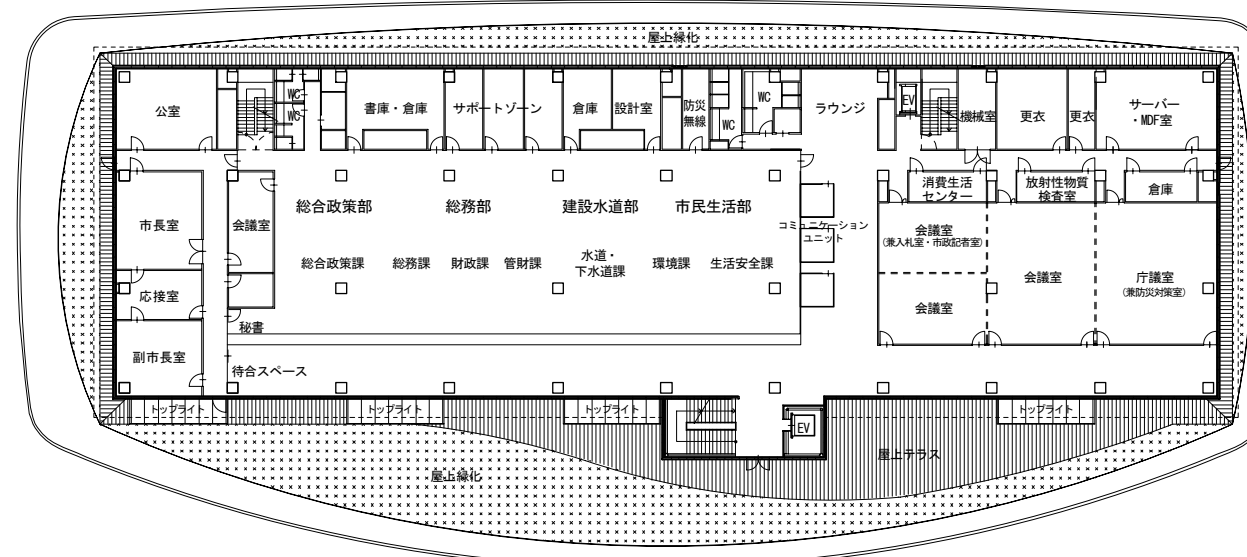 屋上緑化
公室
WC
WC
書庫・倉庫
サポートゾーン
倉庫
設計室
防災
無線
WC
WC
ラウンジ
EV
機械室
更衣
更衣
サーバー
・MDF室
市長室
会議室
総合政策部
総務部
建設水道部
市民生活部
コミュニケーション
ユニット
消費生活
センター
放射性物質
検査室
倉庫
会議室
(兼入札室・市政記者室)
総合政策課
総務課
財政課
管財課
水道・
下水道課
環境課
生活安全課
会議室
庁議室
(兼防災対策室)
応接室
会議室
秘書
副市長室
待合スペース
トップライト
トップライト
トップライト
トップライト
EV
屋上テラス
屋上緑化